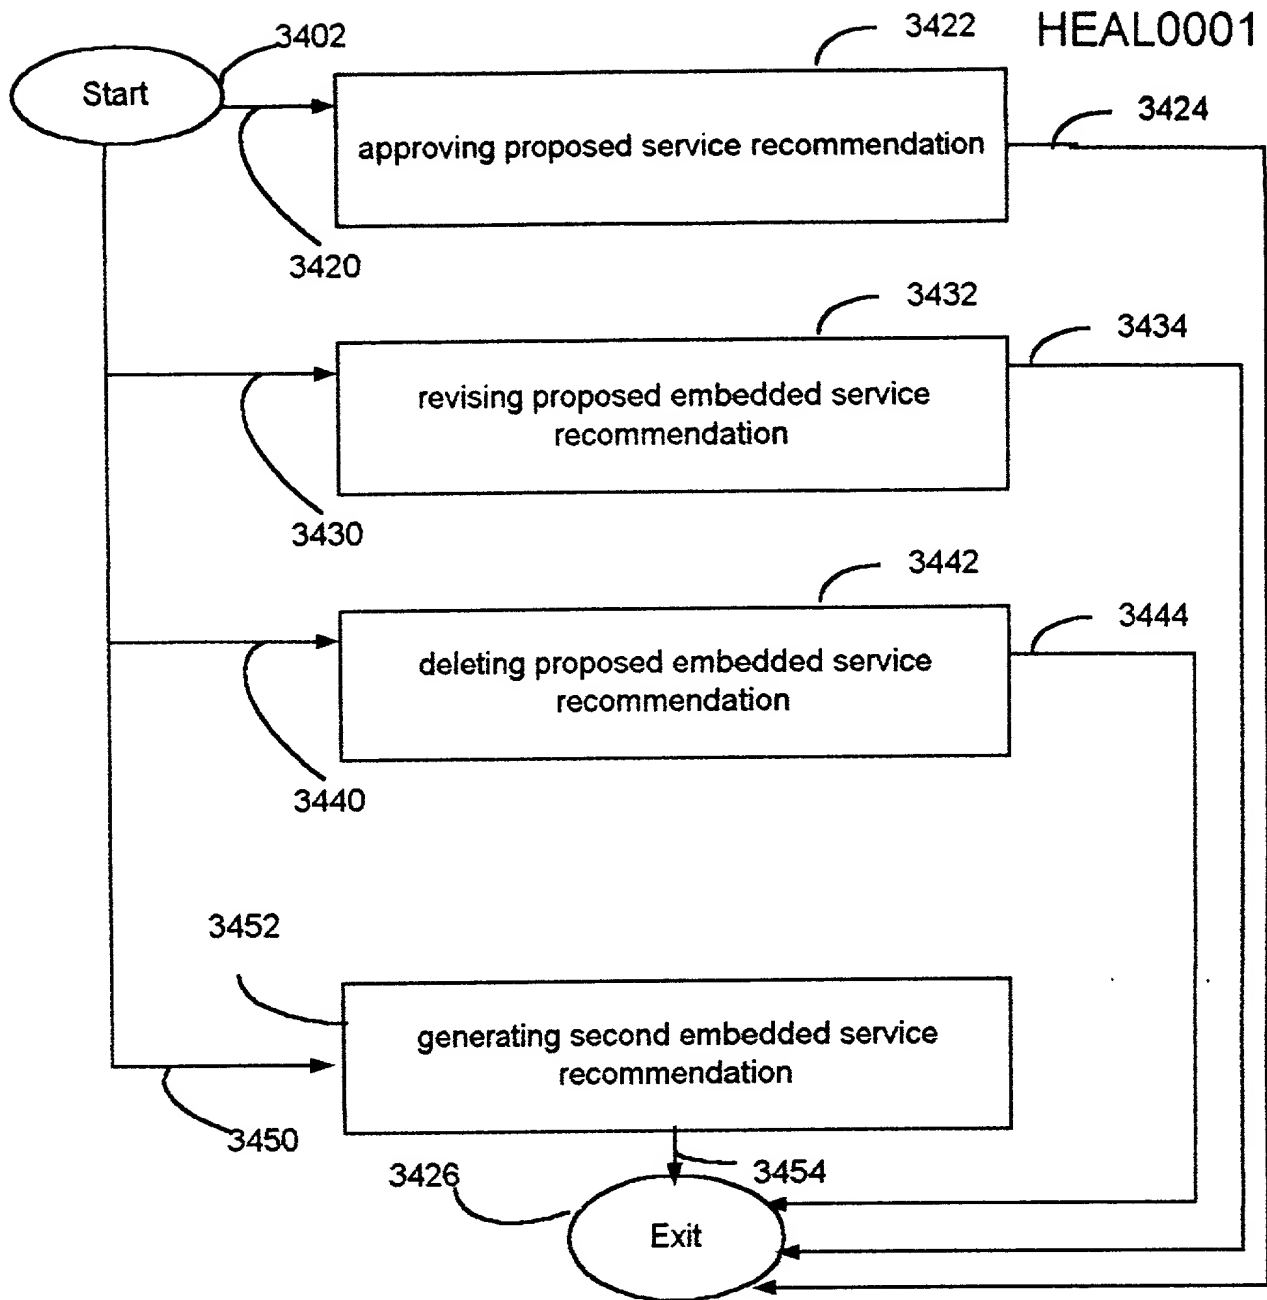 HEAL0001
3402
3422
Start
3424
approving proposed service recommendation
3420
3432
3434
revising proposed embedded service
recommendation
3430
3442
3444
deleting proposed embedded service
recommendation
3440
3452
generating second embedded service
recommendation
3450
3426
3454
Exit